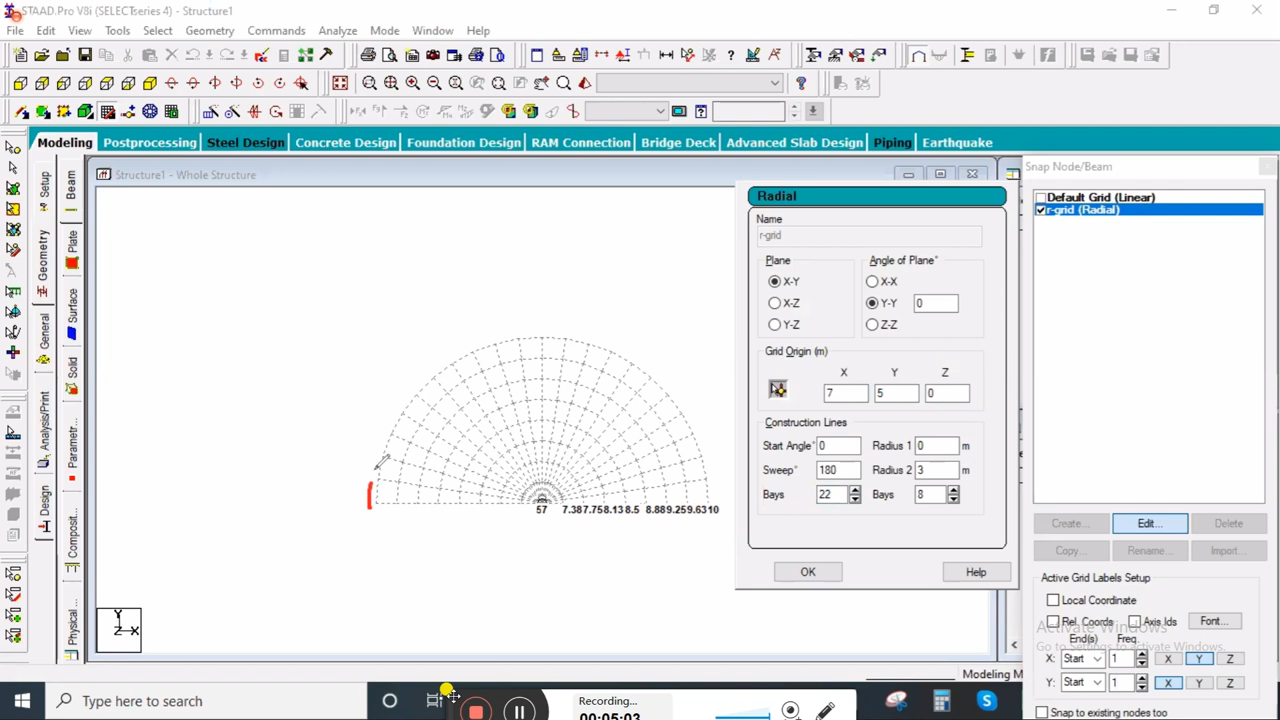 STAAD.Pro V8i (SELECTseries 4) - Structure1
File Edit View Tools Select Geometry Commands Analyze Mode Window Help
Modeling Postprocessing Steel Design Concrete Design Foundation Design RAM Connection Bridge Deck Advanced Slab Design Piping Earthquake
Structure1 - Whole Structure
Snap Node/Beam
Default Grid (Linear)
r-grid (Radial)
Radial
Name
r-grid
Plane
Angle of Plane°
X-Y
X-X
X-Z
Y-Y
0
Y-Z
Z-Z
Grid Origin (m)
X Y Z
7 5 0
Construction Lines
Start Angle° 0 Radius 1 0 m
Sweep° 180 Radius 2 3 m
Bays 22 Bays 8
OK Help
57 7.387.758.138.5 8.889.259.6310
Setup
Geometry
General
Analysis/Print
Design
Beam
Plate
Surface
Solid
Parametr...
Composit...
Physical...
Create... Edit... Delete
Copy... Rename... Import...
Active Grid Labels Setup
Local Coordinate
Rel. Coords Axis Ids Font...
End(s) Freq.
X: Start 1 X Y Z
Y: Start 1 X Y Z
Snap to existing nodes too
Activate Windows
Go to Settings to activate Windows.
Y
Z X
Modeling M
Type here to search
Recording...
00:05:03